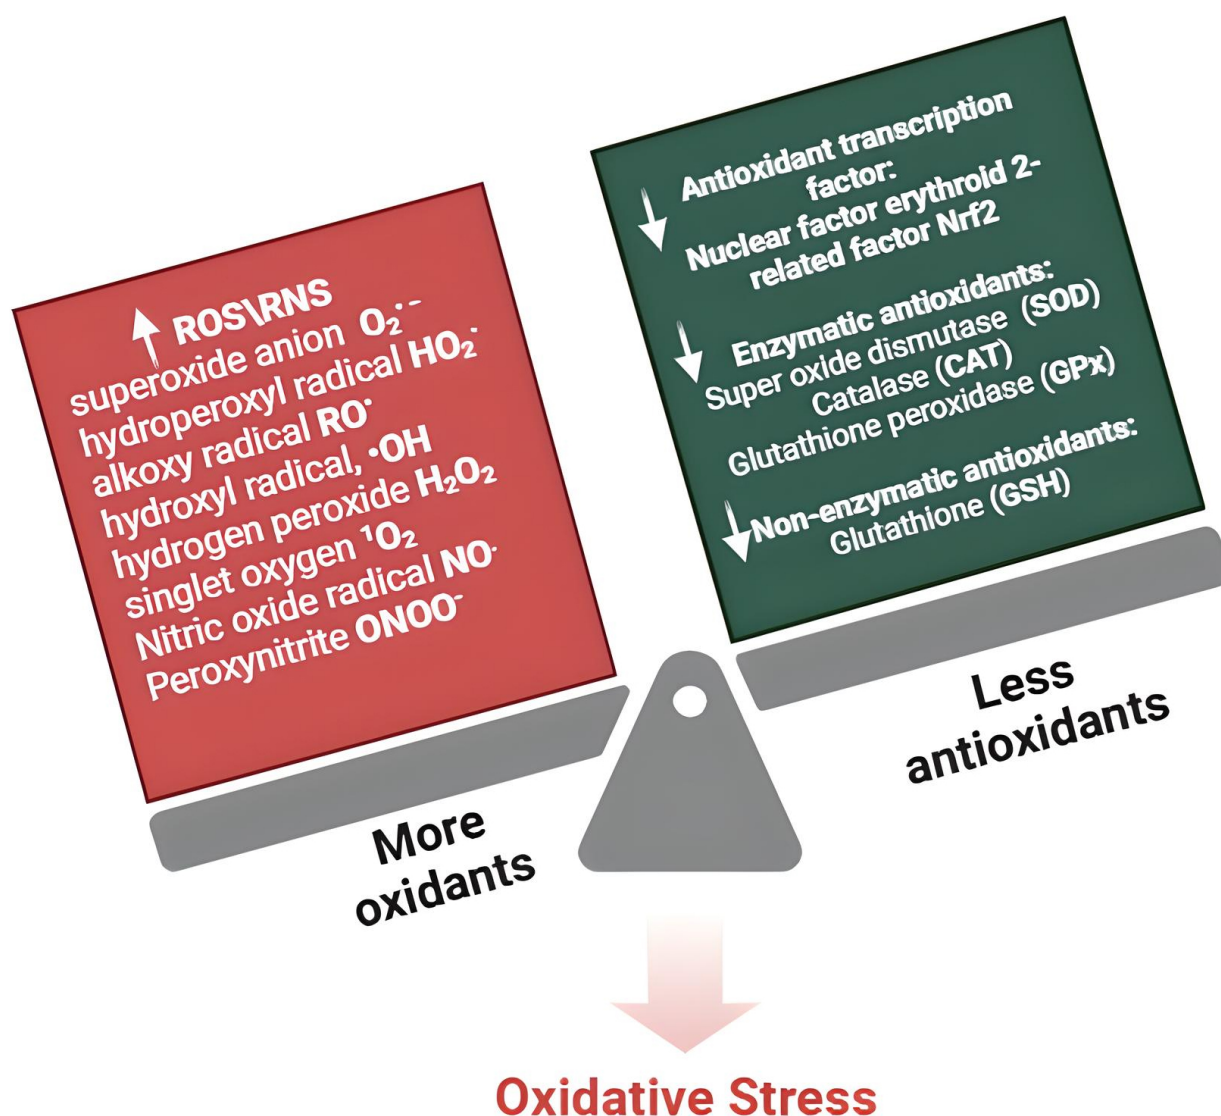 ROS\RNS
superoxide anion O₂˙⁻
hydroperoxyl radical HO₂˙
alkoxy radical RO˙
hydroxyl radical, •OH
hydrogen peroxide H₂O₂
singlet oxygen ¹O₂
Nitric oxide radical NO˙
Peroxynitrite ONOO⁻
More
oxidants
Antioxidant transcription
factor:
Nuclear factor erythroid 2-
related factor Nrf2
Enzymatic antioxidants:
Super oxide dismutase (SOD)
Catalase (CAT)
Glutathione peroxidase (GPx)
Non-enzymatic antioxidants:
Glutathione (GSH)
Less
antioxidants
Oxidative Stress